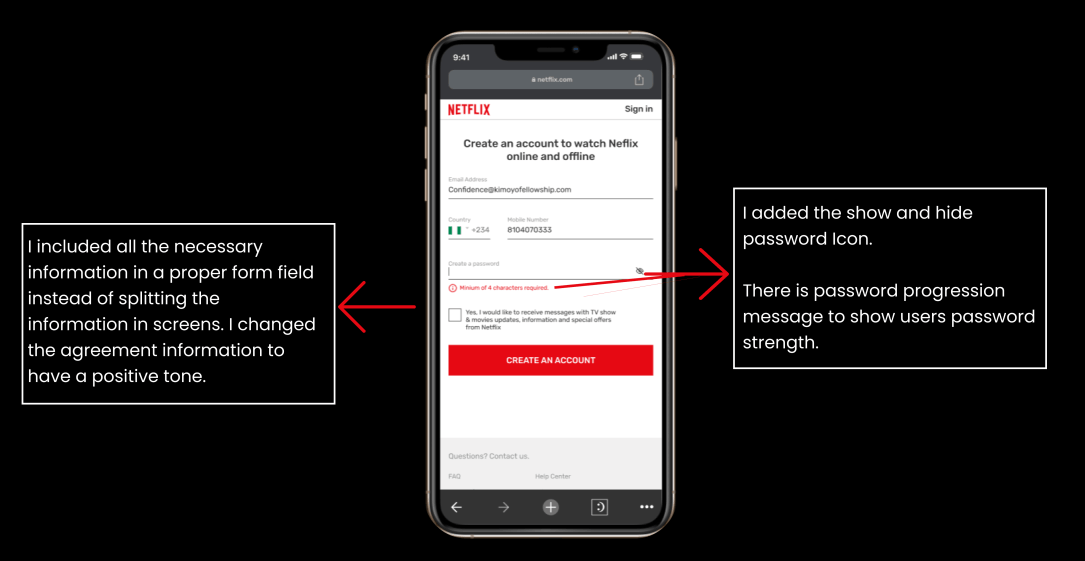 9:41
netflix.com
NETFLIX
Sign in
Create an account to watch Neflix
online and offline
Email Address
Confidence@kimoyofellowship.com
Country
Mobile Number
+234
8104070333
Create a password
Minium of 4 characters required.
Yes, I would like to receive messages with TV show
& movies updates, information and special offers
from Netflix
CREATE AN ACCOUNT
Questions? Contact us.
FAQ
Help Center
I included all the necessary
information in a proper form field
instead of splitting the
information in screens. I changed
the agreement information to
have a positive tone.
I added the show and hide
password Icon.
There is password progression
message to show users password
strength.